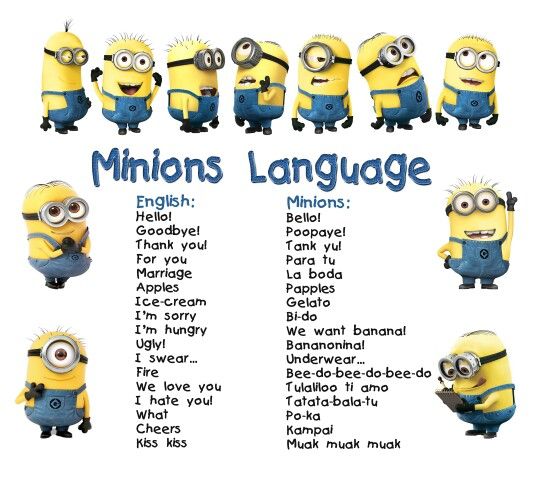 Minions Language
English: Minions:
Hello! Bello!
Goodbye! Poopaye!
Thank you! Tank yu!
For you Para tu
Marriage La boda
Apples Papples
Ice-cream Gelato
I'm sorry Bi-do
I'm hungry We want banana!
Ugly! Bananonina!
I swear... Underwear...
Fire Bee-do-bee-do-bee-do
We love you Tulaliloo ti amo
I hate you! Tatata-bala-tu
What Po-ka
Cheers Kampai
Kiss kiss Muak muak muak